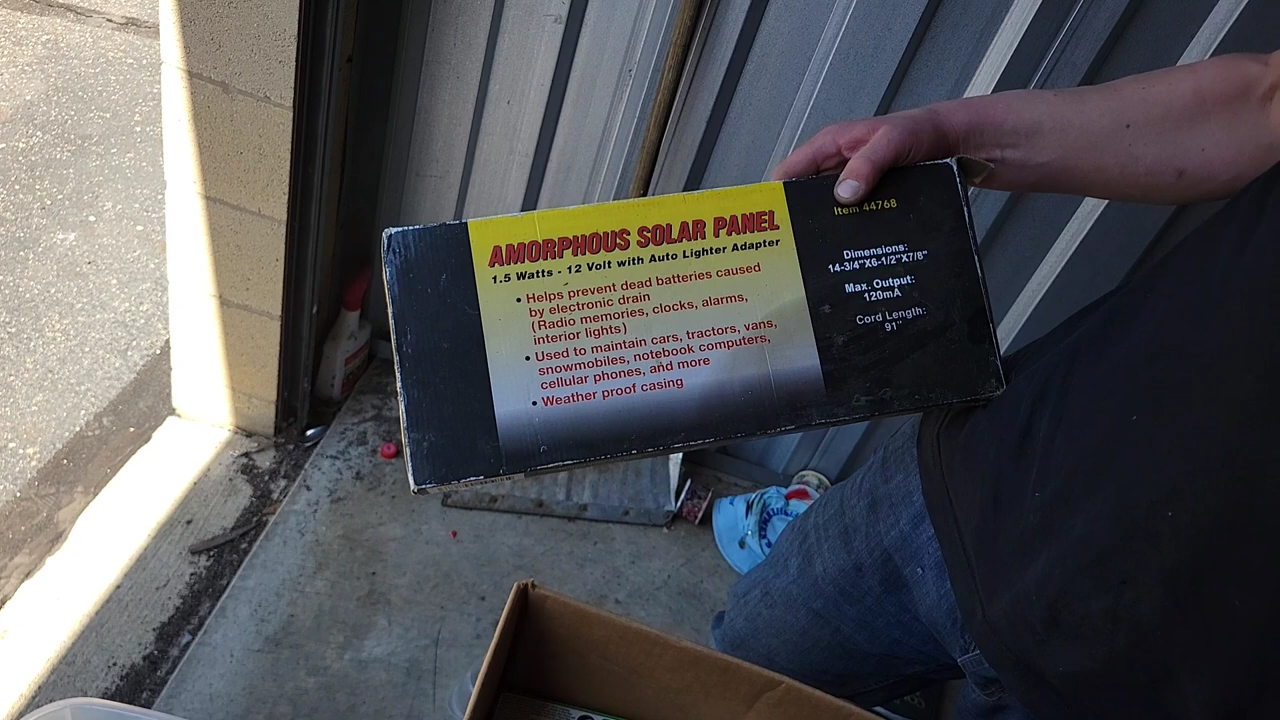 AMORPHOUS SOLAR PANEL
1.5 Watts - 12 Volt with Auto Lighter Adapter
• Helps prevent dead batteries caused
by electronic drain
(Radio memories, clocks, alarms,
interior lights)
• Used to maintain cars, tractors, vans,
snowmobiles, notebook computers,
cellular phones, and more
• Weather proof casing
Item 44768
Dimensions:
14-3/4"X6-1/2"X7/8"
Max. Output:
120mA
Cord Length:
91"